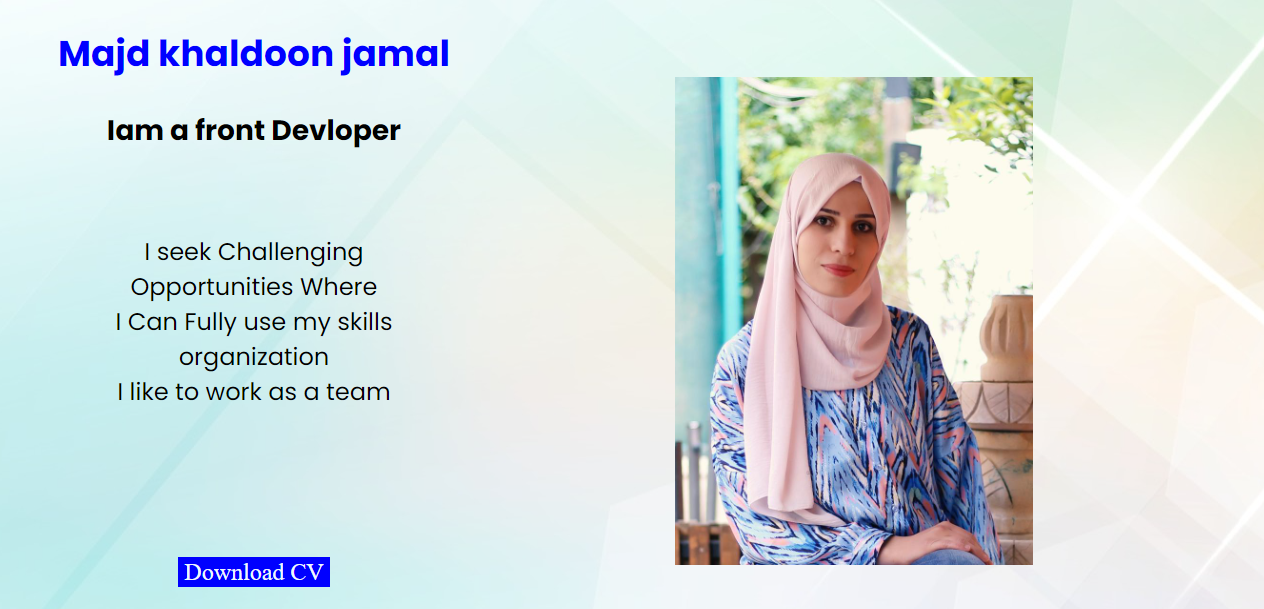 Majd khaldoon jamal
Iam a front Devloper
I seek Challenging
Opportunities Where
I Can Fully use my skills
organization
I like to work as a team
Download CV